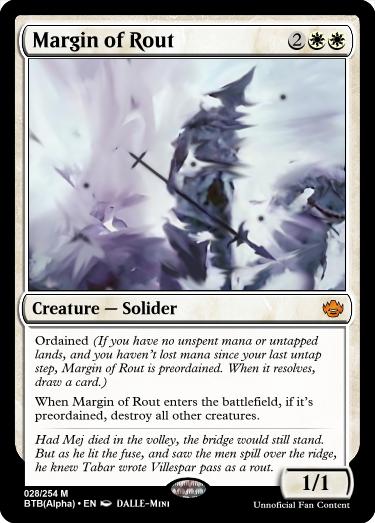 Margin of Rout 2
Creature — Solider
Ordained (If you have no unspent mana or untapped
lands, and you haven't lost mana since your last untap
step, Margin of Rout is preordained. When it resolves,
draw a card.)
When Margin of Rout enters the battlefield, if it's
preordained, destroy all other creatures.
Had Mej died in the volley, the bridge would still stand.
But as he lit the fuse, and saw the men spill over the ridge,
he knew Tabar wrote Villespar pass as a rout.
1/1
028/254 M
BTB(Alpha) • EN DALLE-Mini
Unnoficial Fan Content